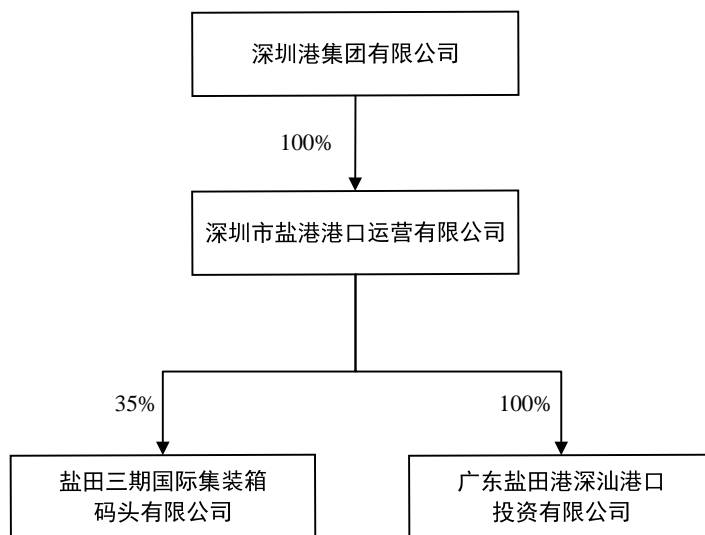 深圳港集团有限公司
100%
深圳市盐港港口运营有限公司
35%
100%
盐田三期国际集装箱
码头有限公司
广东盐田港深汕港口
投资有限公司